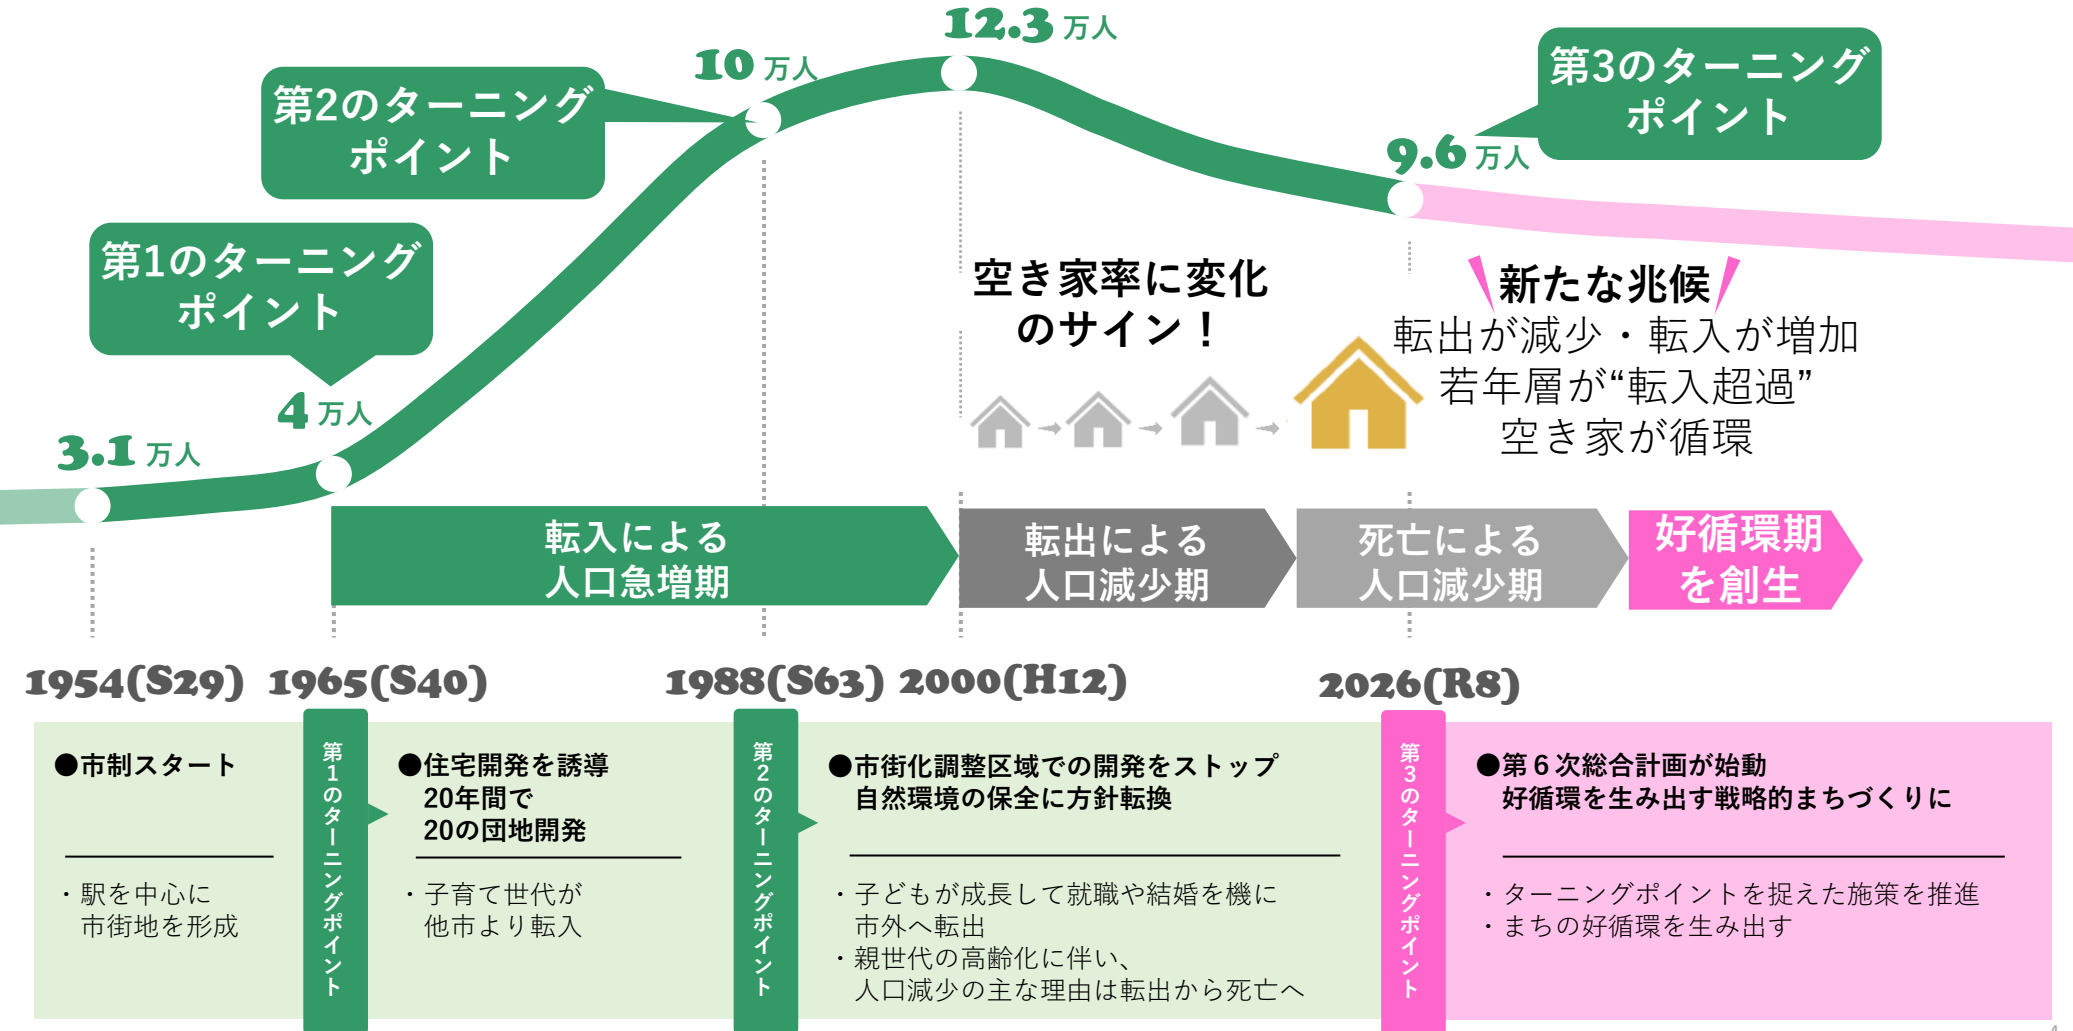 12.3 万人
10 万人
第2のターニング
ポイント
第3のターニング
ポイント
9.6 万人
第1のターニング
ポイント
4 万人
3.1 万人
空き家率に変化
のサイン！
新たな兆候
転出が減少・転入が増加
若年層が“転入超過”
空き家が循環
転入による
人口急増期
転出による
人口減少期
死亡による
人口減少期
好循環期
を創生
1954(S29)
1965(S40)
1988(S63)
2000(H12)
2026(R8)
●市制スタート
・駅を中心に
市街地を形成
第1のターニングポイント
●住宅開発を誘導
20年間で
20の団地開発
・子育て世代が
他市より転入
第2のターニングポイント
●市街化調整区域での開発をストップ
自然環境の保全に方針転換
・子どもが成長して就職や結婚を機に
市外へ転出
・親世代の高齢化に伴い、
人口減少の主な理由は転出から死亡へ
第3のターニングポイント
●第６次総合計画が始動
好循環を生み出す戦略的まちづくりに
・ターニングポイントを捉えた施策を推進
・まちの好循環を生み出す